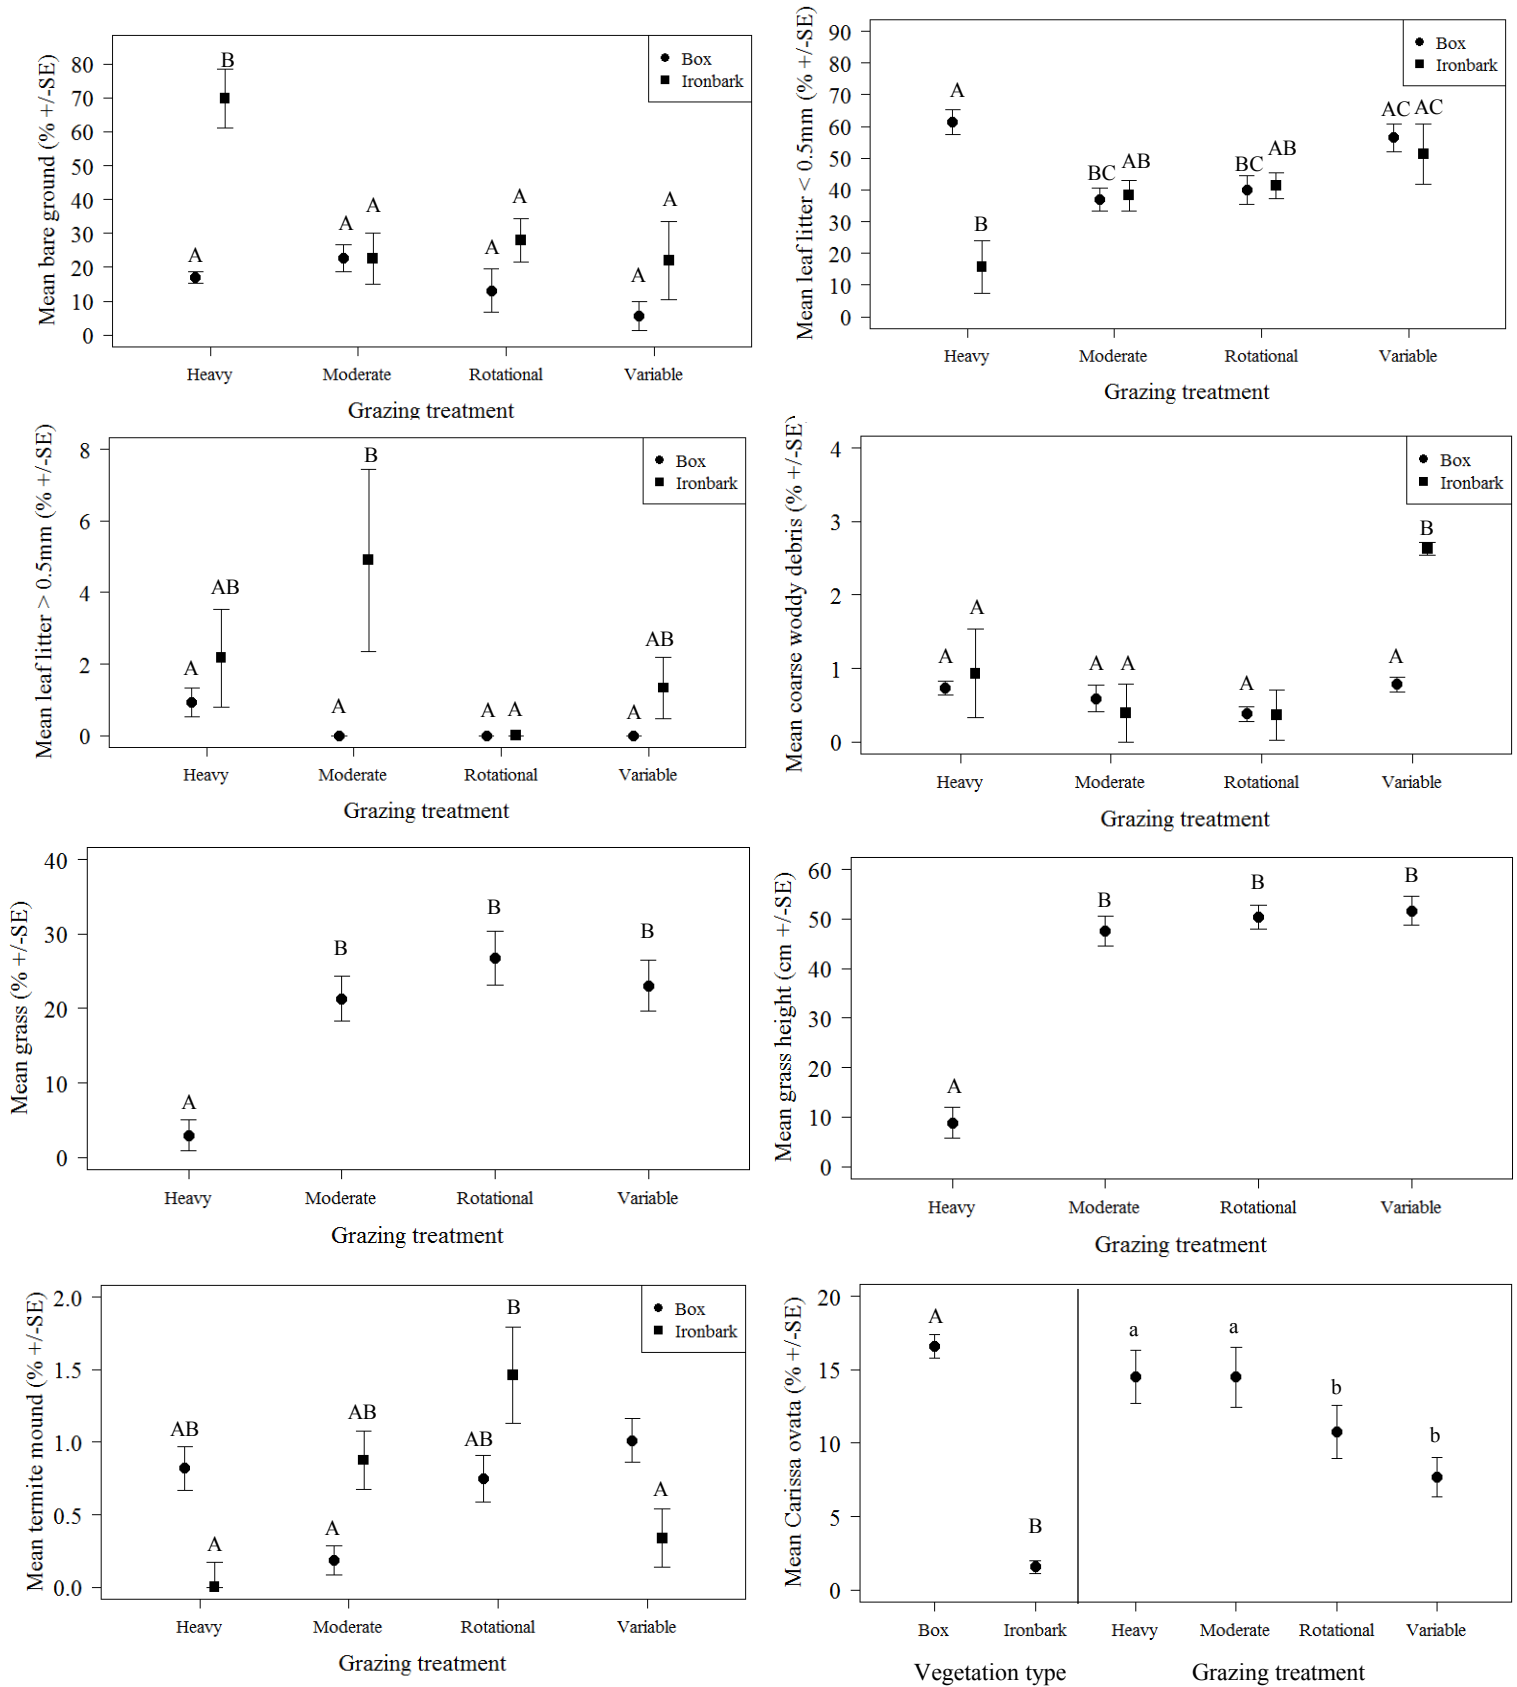 Mean bare ground (% +/-SE)
80
70
60
50
40
30
20
10
0
B
A
A
A
A
A
A
A
Box
Ironbark
Heavy
Moderate
Rotational
Variable
Grazing treatment
Mean leaf litter < 0.5mm (% +/-SE)
90
80
70
60
50
40
30
20
10
0
A
B
BC
AB
BC
AB
AC
AC
Box
Ironbark
Heavy
Moderate
Rotational
Variable
Grazing treatment
Mean leaf litter > 0.5mm (% +/-SE)
8
6
4
2
0
A
AB
A
B
A
A
A
AB
Box
Ironbark
Heavy
Moderate
Rotational
Variable
Grazing treatment
Mean coarse woddy debris (% +/-SE)
4
3
2
1
0
A
A
A
A
A
A
B
Box
Ironbark
Heavy
Moderate
Rotational
Variable
Grazing treatment
Mean grass (% +/-SE)
40
30
20
10
0
A
B
B
B
Heavy
Moderate
Rotational
Variable
Grazing treatment
Mean grass height (cm +/-SE)
60
50
40
30
20
10
0
A
B
B
B
Heavy
Moderate
Rotational
Variable
Grazing treatment
Mean termite mound (% +/-SE)
2.0
1.5
1.0
0.5
0.0
AB
A
A
AB
AB
B
A
Box
Ironbark
Heavy
Moderate
Rotational
Variable
Grazing treatment
Mean Carissa ovata (% +/-SE)
20
15
10
5
0
A
B
a
a
b
b
Box
Ironbark
Heavy
Moderate
Rotational
Variable
Vegetation type
Grazing treatment